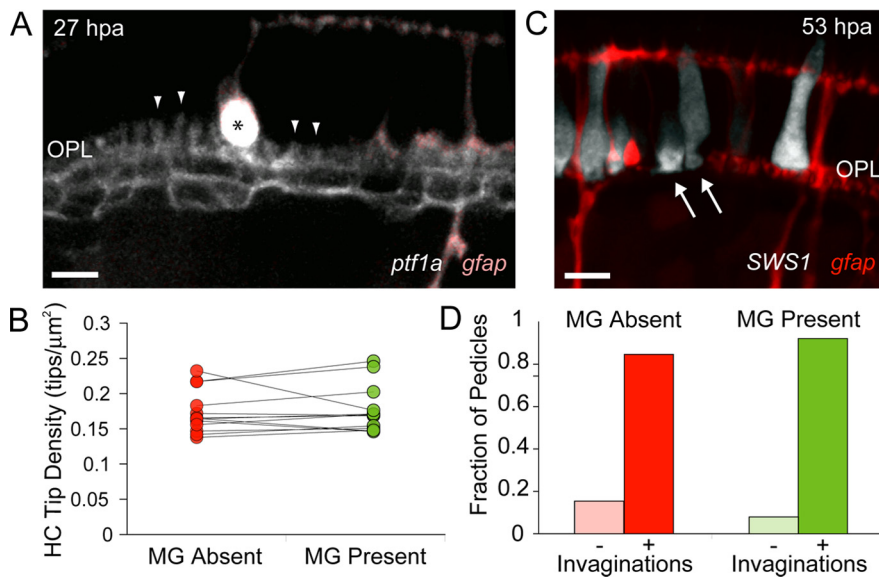 A
27 hpa
*
OPL
ptf1a gfap
C
53 hpa
OPL
SWS1 gfap
B
HC Tip Density (tips/µm²)
0.3
0.25
0.2
0.15
0.1
0.05
0
MG Absent MG Present
D
Fraction of Pedicles
MG Absent MG Present
1
0.8
0.8
0.4
0.2
0
- + - +
Invaginations Invaginations